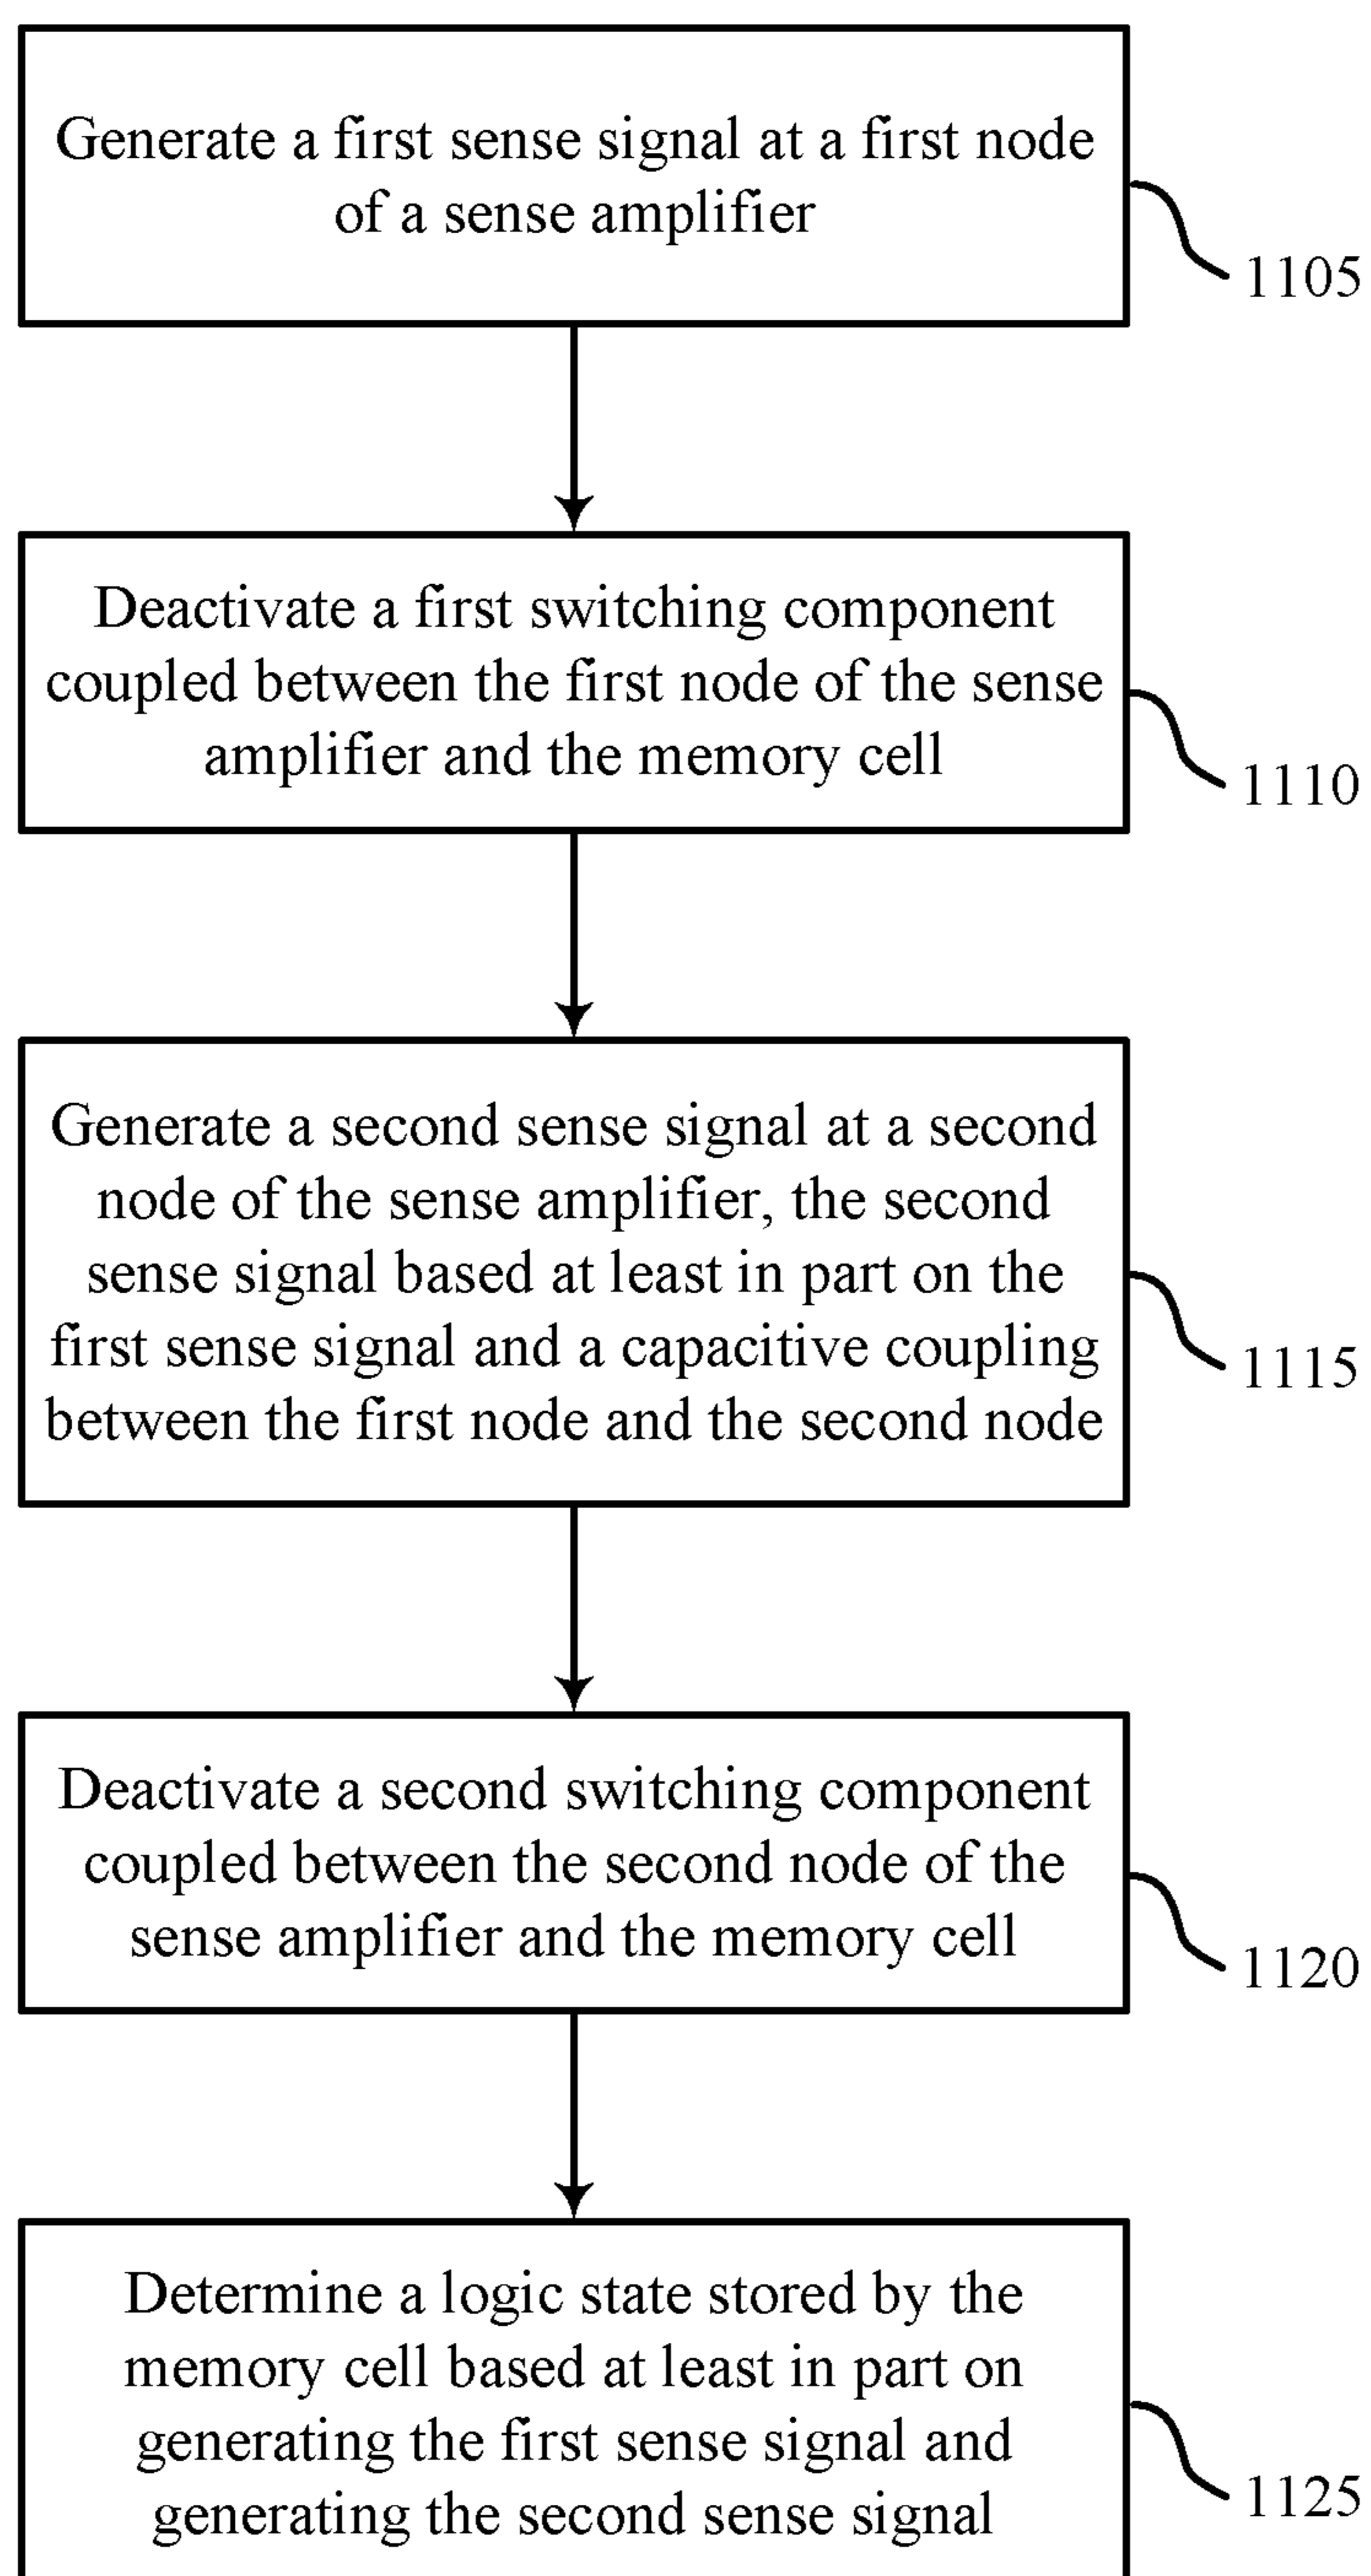 Generate a first sense signal at a first node
of a sense amplifier
1105
Deactivate a first switching component
coupled between the first node of the sense
amplifier and the memory cell
1110
Generate a second sense signal at a second
node of the sense amplifier, the second
sense signal based at least in part on the
first sense signal and a capacitive coupling
between the first node and the second node
1115
Deactivate a second switching component
coupled between the second node of the
sense amplifier and the memory cell
1120
Determine a logic state stored by the
memory cell based at least in part on
generating the first sense signal and
generating the second sense signal
1125